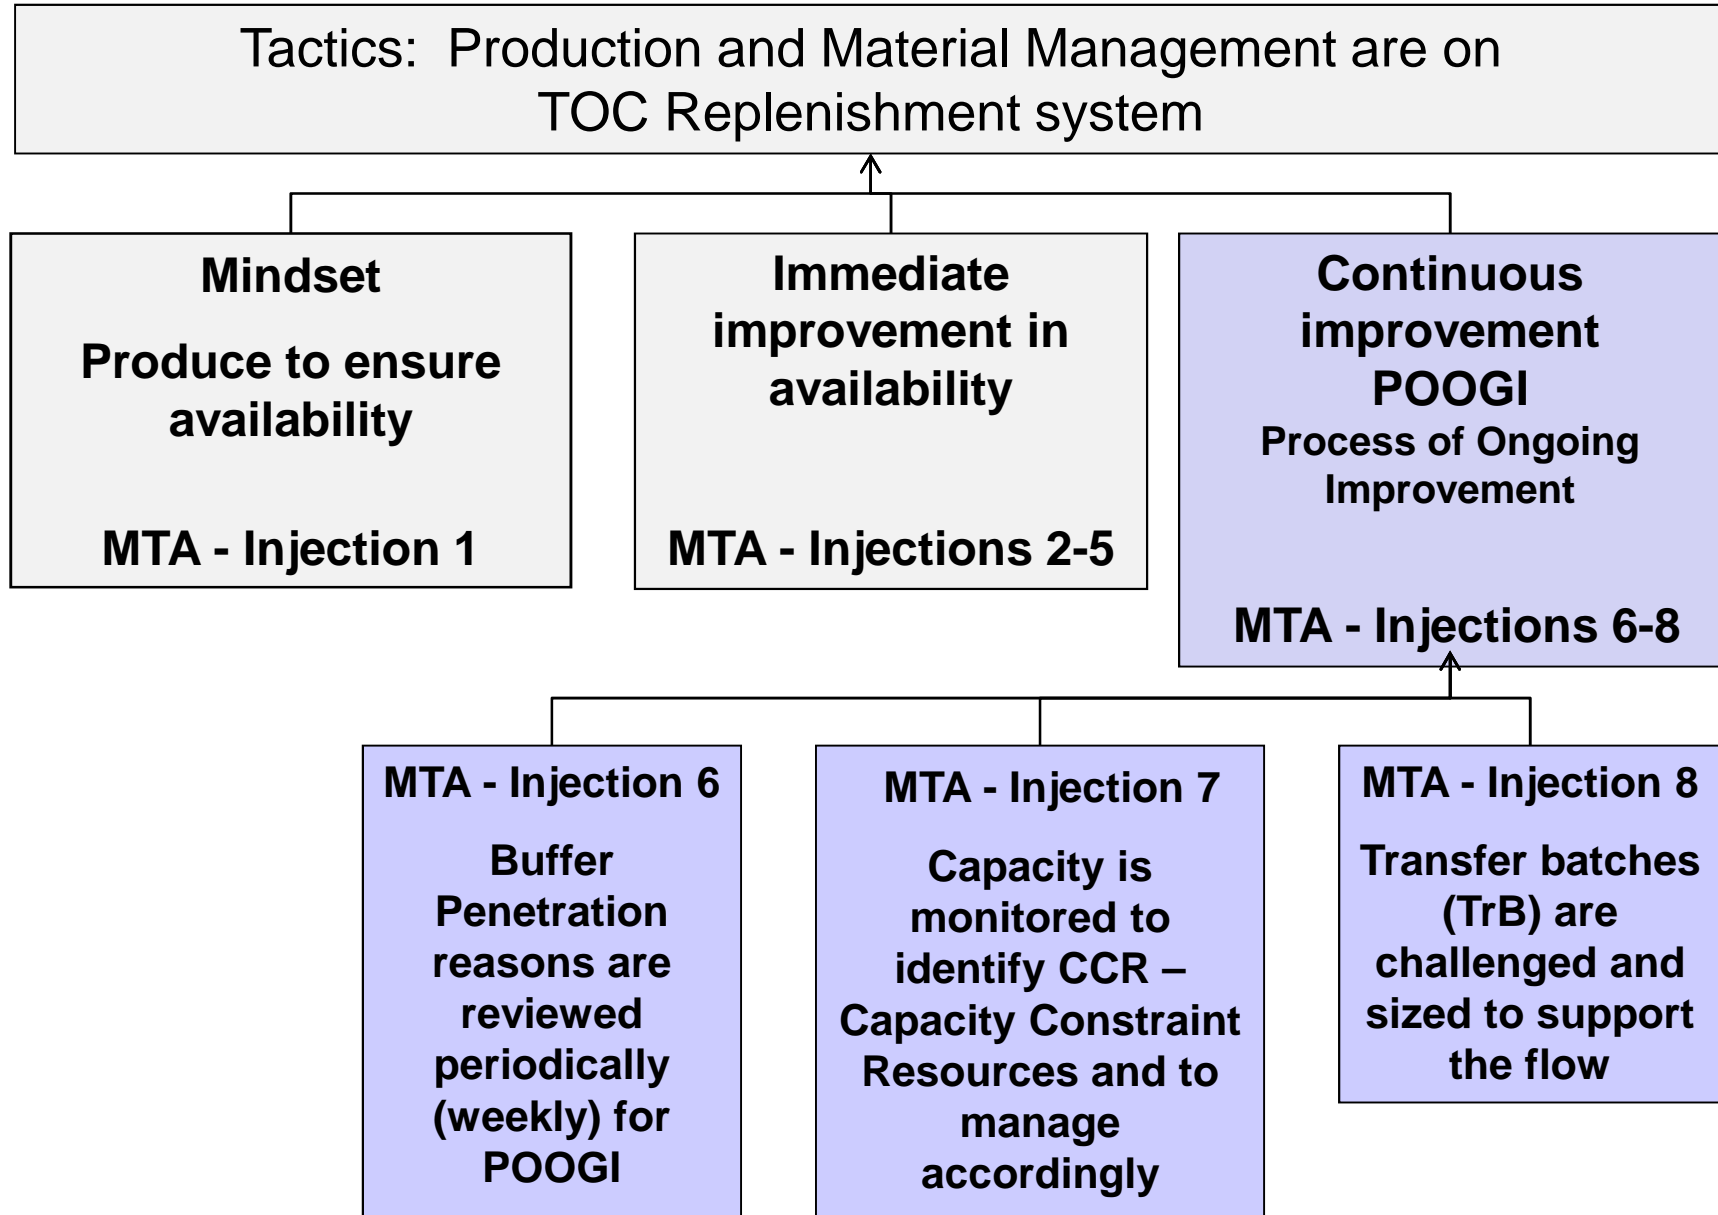 Tactics: Production and Material Management are on
TOC Replenishment system
Mindset
Produce to ensure
availability
MTA - Injection 1
Immediate
improvement in
availability
MTA - Injections 2-5
Continuous
improvement
POOGI
Process of Ongoing
Improvement
MTA - Injections 6-8
MTA - Injection 6
Buffer
Penetration
reasons are
reviewed
periodically
(weekly) for
POOGI
MTA - Injection 7
Capacity is
monitored to
identify CCR –
Capacity Constraint
Resources and to
manage
accordingly
MTA - Injection 8
Transfer batches
(TrB) are
challenged and
sized to support
the flow